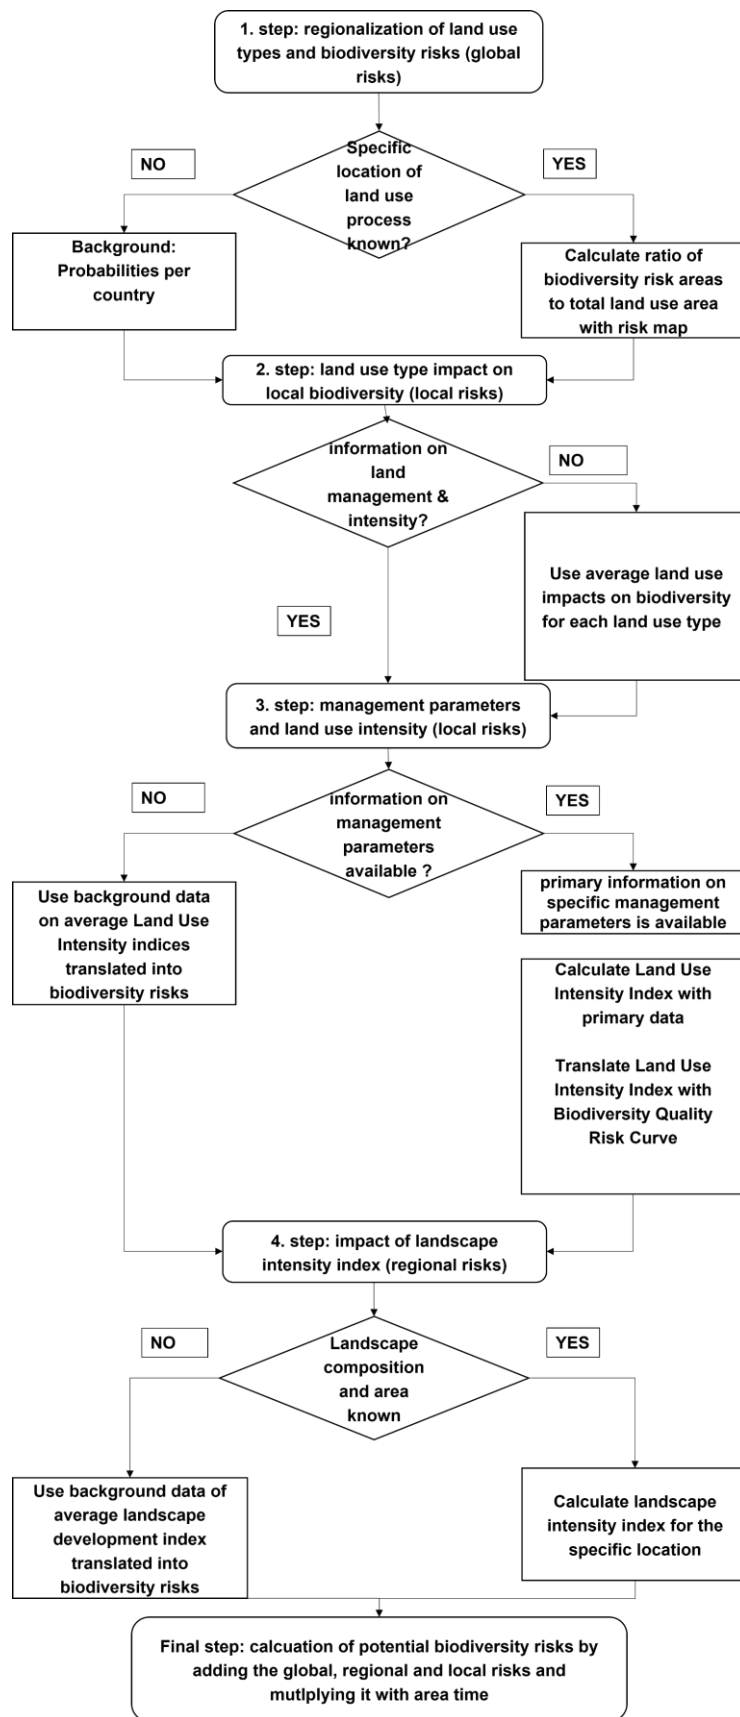 1. step: regionalization of land use
types and biodiversity risks (global
risks)
Specific
location of
land use
process
known?
NO
YES
Background:
Probabilities per
country
Calculate ratio of
biodiversity risk areas
to total land use area
with risk map
2. step: land use type impact on
local biodiversity (local risks)
information on
land
management &
intensity?
NO
YES
Use average land use
impacts on biodiversity
for each land use type
3. step: management parameters
and land use intensity (local risks)
information on
management
parameters
available ?
NO
YES
Use background data
on average Land Use
Intensity indices
translated into
biodiversity risks
primary information on
specific management
parameters is available
Calculate Land Use
Intensity Index with
primary data
Translate Land Use
Intensity Index with
Biodiversity Quality
Risk Curve
4. step: impact of landscape
intensity index (regional risks)
NO
YES
Landscape
composition
and area
known
Use background data of
average landscape
development index
translated into
biodiversity risks
Calculate landscape
intensity index for the
specific location
Final step: calcuation of potential biodiversity risks by
adding the global, regional and local risks and
mutlplying it with area time